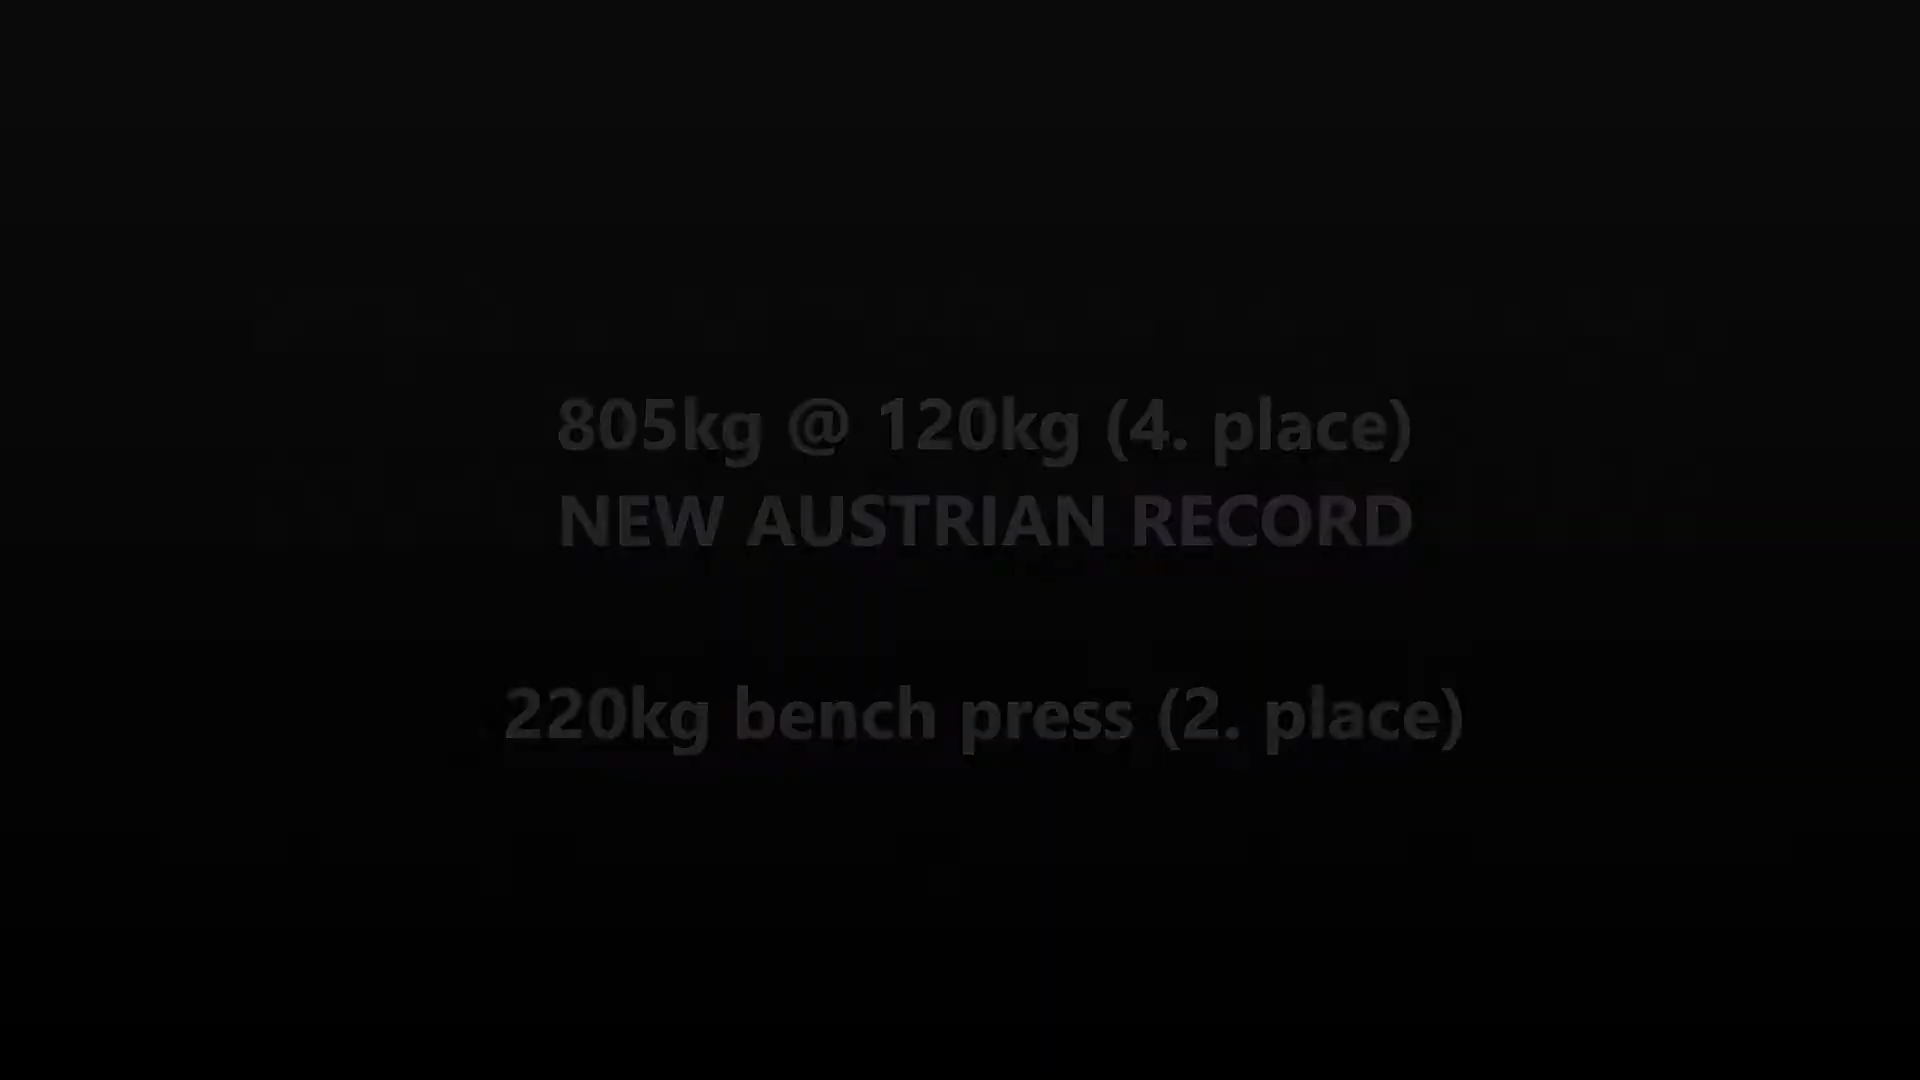 805kg @ 120kg (4. place)
NEW AUSTRIAN RECORD
220kg bench press (2. place)